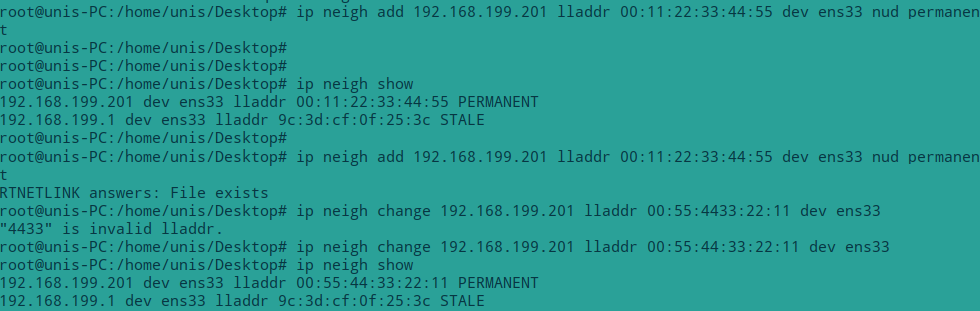 root@unis-PC:/home/unis/Desktop# ip neigh add 192.168.199.201 lladdr 00:11:22:33:44:55 dev ens33 nud permanen
t
root@unis-PC:/home/unis/Desktop#
root@unis-PC:/home/unis/Desktop#
root@unis-PC:/home/unis/Desktop# ip neigh show
192.168.199.201 dev ens33 lladdr 00:11:22:33:44:55 PERMANENT
192.168.199.1 dev ens33 lladdr 9c:3d:cf:0f:25:3c STALE
root@unis-PC:/home/unis/Desktop#
root@unis-PC:/home/unis/Desktop# ip neigh add 192.168.199.201 lladdr 00:11:22:33:44:55 dev ens33 nud permanen
t
RTNETLINK answers: File exists
root@unis-PC:/home/unis/Desktop# ip neigh change 192.168.199.201 lladdr 00:55:4433:22:11 dev ens33
"4433" is invalid lladdr.
root@unis-PC:/home/unis/Desktop# ip neigh change 192.168.199.201 lladdr 00:55:44:33:22:11 dev ens33
root@unis-PC:/home/unis/Desktop# ip neigh show
192.168.199.201 dev ens33 lladdr 00:55:44:33:22:11 PERMANENT
192.168.199.1 dev ens33 lladdr 9c:3d:cf:0f:25:3c STALE